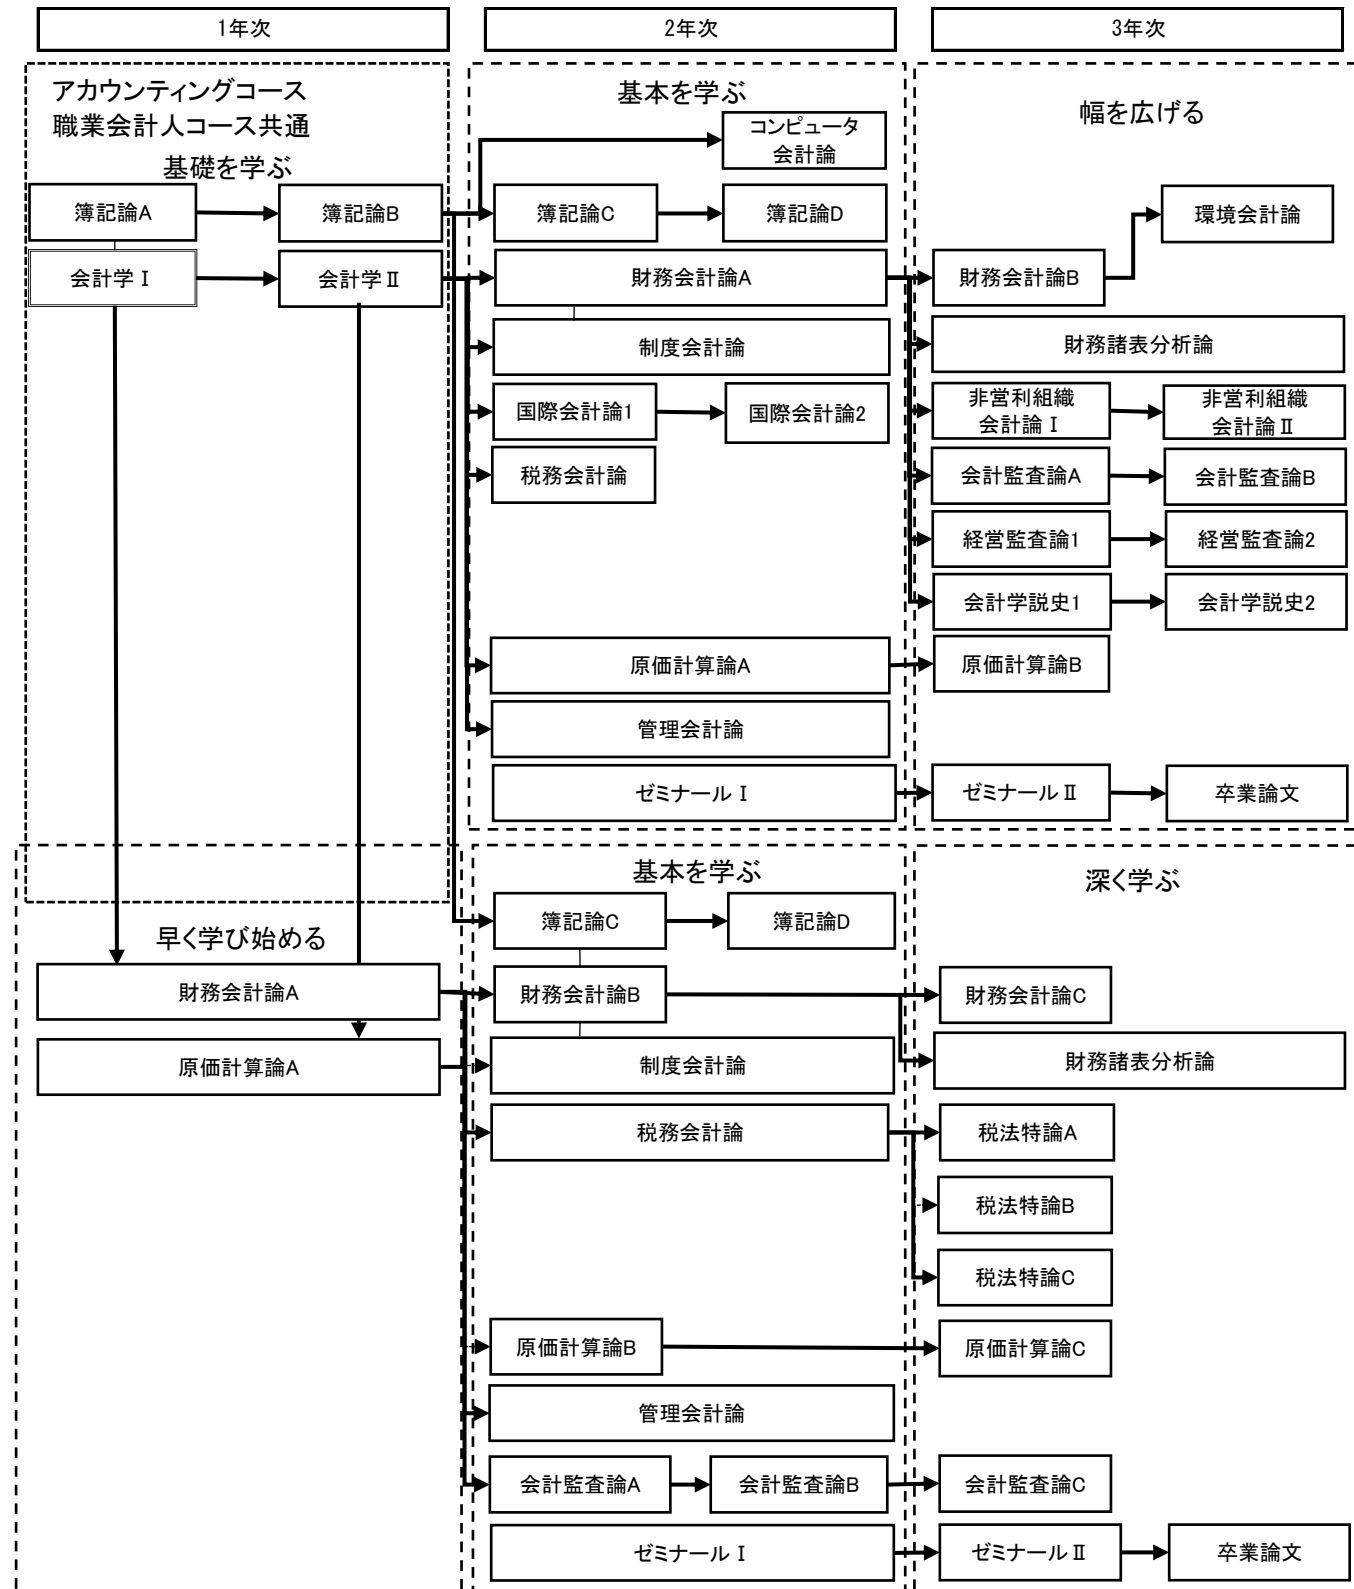 1年次
2年次
3年次
アカウンティングコース
職業会計人コース共通
基礎を学ぶ
基本を学ぶ
幅を広げる
コンピュータ
会計論
簿記論A
簿記論B
簿記論C
簿記論D
環境会計論
会計学Ⅰ
会計学Ⅱ
財務会計論A
財務会計論B
制度会計論
財務諸表分析論
国際会計論1
国際会計論2
非営利組織
会計論Ⅰ
非営利組織
会計論Ⅱ
税務会計論
会計監査論A
会計監査論B
経営監査論1
経営監査論2
会計学説史1
会計学説史2
原価計算論A
原価計算論B
管理会計論
ゼミナールⅠ
ゼミナールⅡ
卒業論文
基本を学ぶ
深く学ぶ
早く学び始める
簿記論C
簿記論D
財務会計論A
財務会計論B
財務会計論C
原価計算論A
制度会計論
財務諸表分析論
税務会計論
税法特論A
税法特論B
税法特論C
原価計算論B
原価計算論C
管理会計論
会計監査論A
会計監査論B
会計監査論C
ゼミナールⅠ
ゼミナールⅡ
卒業論文